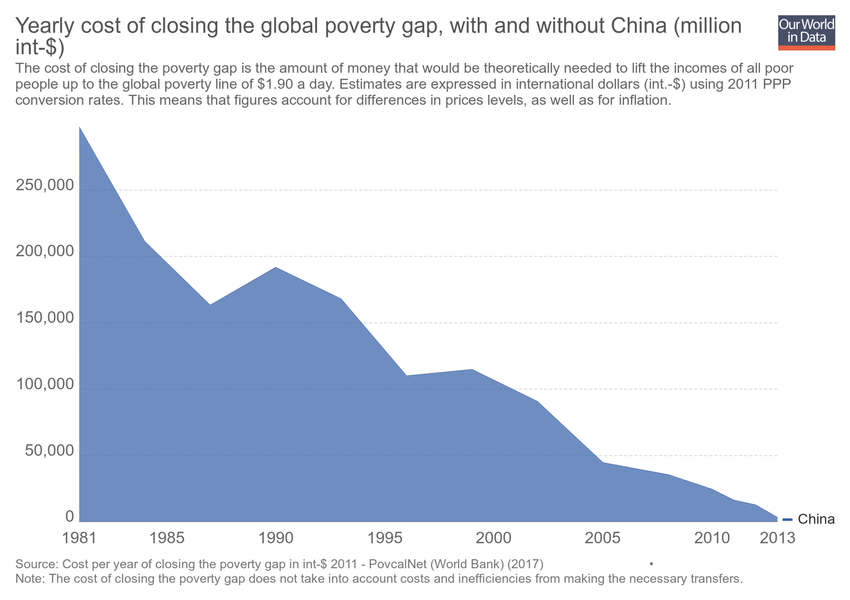 Yearly cost of closing the global poverty gap, with and without China (million
int-$)
Our World
in Data
The cost of closing the poverty gap is the amount of money that would be theoretically needed to lift the incomes of all poor
people up to the global poverty line of $1.90 a day. Estimates are expressed in international dollars (int.-$) using 2011 PPP
conversion rates. This means that figures account for differences in prices levels, as well as for inflation.
250,000
200,000
150,000
100,000
50,000
0
China
1981 1985 1990 1995 2000 2005 2010 2013
Source: Cost per year of closing the poverty gap in int-$ 2011 - PovcalNet (World Bank) (2017) •
Note: The cost of closing the poverty gap does not take into account costs and inefficiencies from making the necessary transfers.